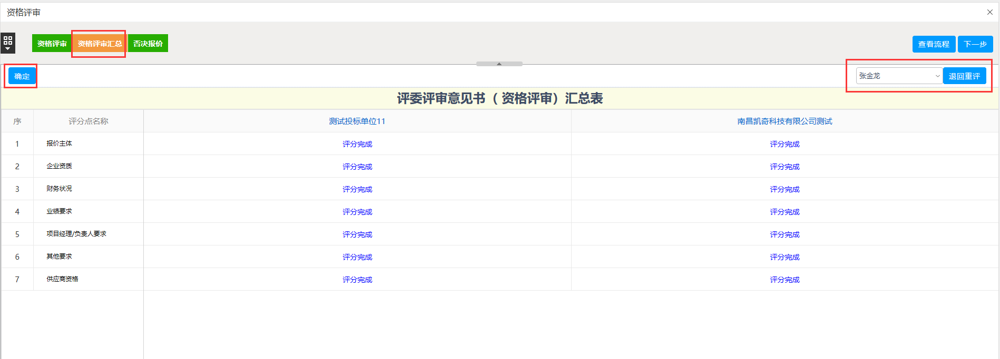 资格评审
资格评审 资格评审汇总 否决报价 查看流程 下一步
确定 张金龙 退回重评
评委评审意见书（ 资格评审）汇总表
序 评分点名称 测试投标单位11 南昌凯奇科技有限公司测试
1 报价主体 评分完成 评分完成
2 企业资质 评分完成 评分完成
3 财务状况 评分完成 评分完成
4 业绩要求 评分完成 评分完成
5 项目经理/负责人要求 评分完成 评分完成
6 其他要求 评分完成 评分完成
7 供应商资格 评分完成 评分完成